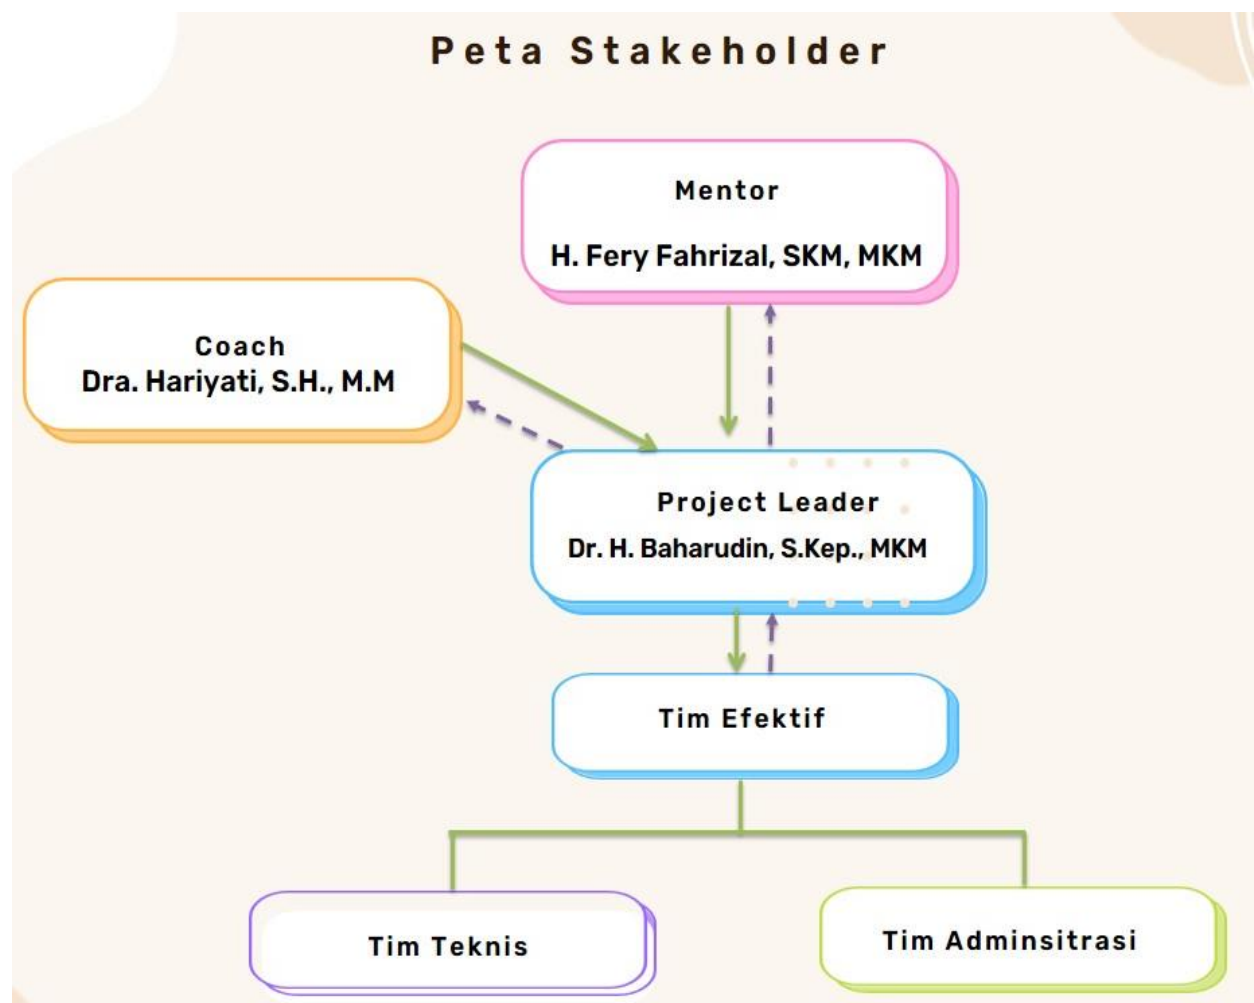 Peta Stakeholder
Mentor
H. Fery Fahrizal, SKM, MKM
Coach
Dra. Hariyati, S.H., M.M
Project Leader
Dr. H. Baharudin, S.Kep., MKM
Tim Efektif
Tim Teknis
Tim Adminsitrasi